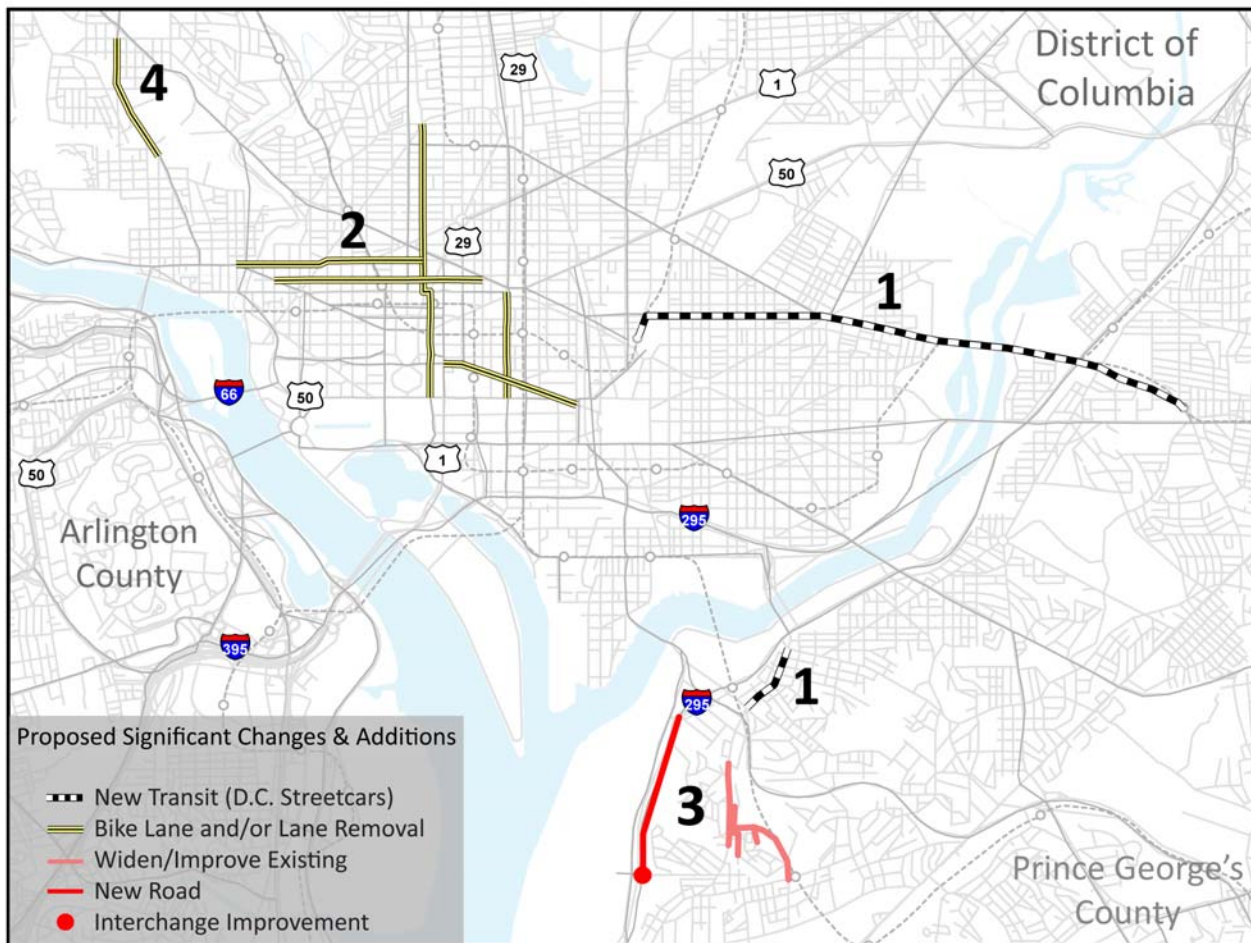 District of
Columbia
4
29
1
50
2
29
1
66
50
1
50
295
Arlington
County
395
295
1
3
Proposed Significant Changes & Additions
New Transit (D.C. Streetcars)
Bike Lane and/or Lane Removal
Widen/Improve Existing
New Road
Interchange Improvement
Prince George's
County